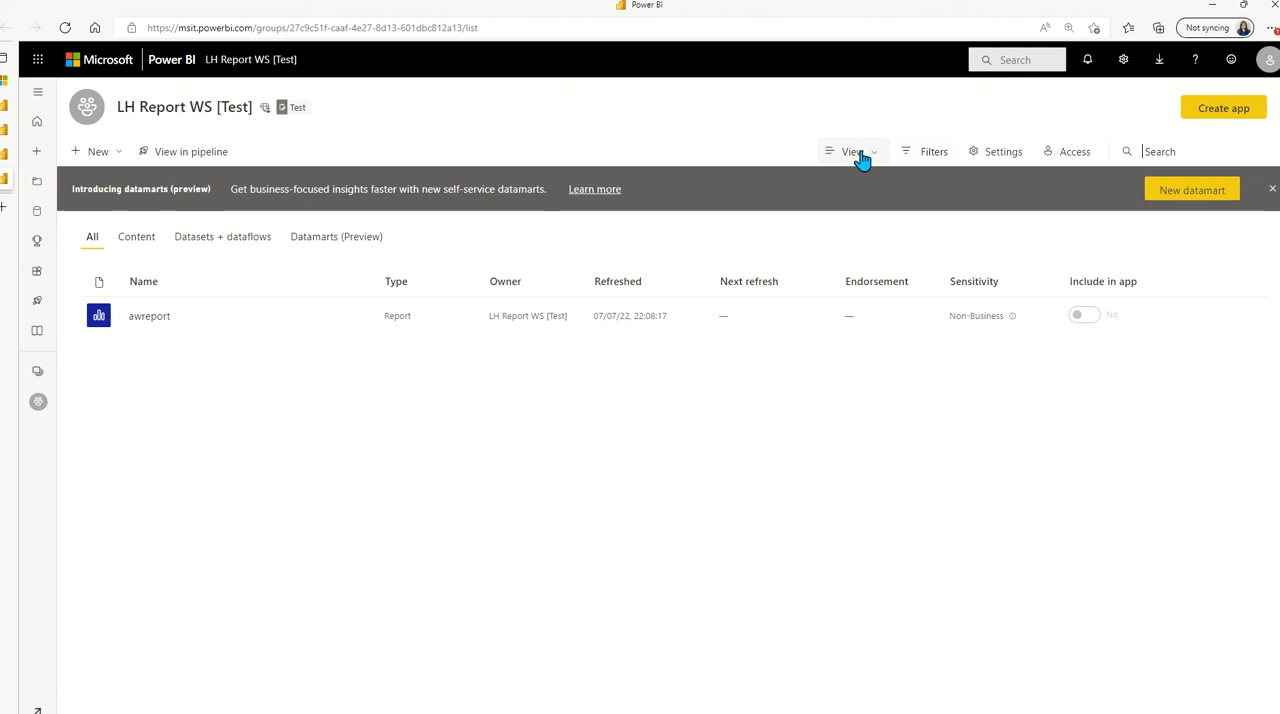 Power BI
https://msit.powerbi.com/groups/27c9c51f-caaf-4e27-8d13-601dbc812a13/list
Not syncing
Microsoft Power BI LH Report WS [Test] Search
LH Report WS [Test] Test Create app
New View in pipeline View Filters Settings Access Search
Introducing datamarts (preview) Get business-focused insights faster with new self-service datamarts. Learn more New datamart
All Content Datasets + dataflows Datamarts (Preview)
Name Type Owner Refreshed Next refresh Endorsement Sensitivity Include in app
awreport Report LH Report WS [Test] 07/07/22, 22:08:17 — — Non-Business No